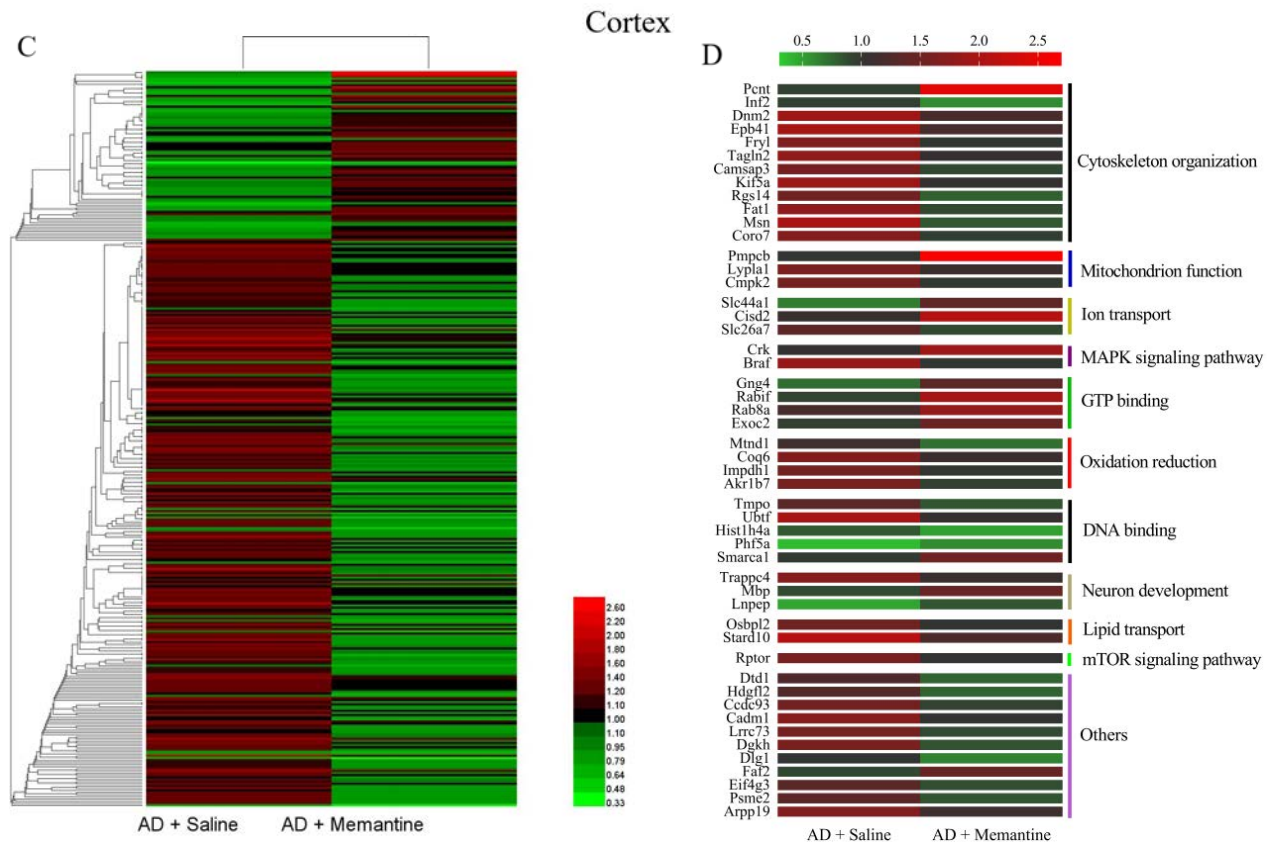 Cortex
C
2.60
2.20
2.00
1.80
1.60
1.40
1.20
1.10
1.00
1.10
0.95
0.79
0.64
0.48
0.33
AD + Saline
AD + Memantine
D
0.5 1.0 1.5 2.0 2.5
Pcnt
Inf2
Dnm2
Epb41
Fryl
Tagln2
Camsap3
Kif5a
Rgs14
Fat1
Msn
Coro7
Cytoskeleton organization
Pmpcb
Lypla1
Cmpk2
Mitochondrion function
Slc44a1
Cisd2
Slc26a7
Ion transport
Crk
Braf
MAPK signaling pathway
Gng4
Rabif
Rab8a
Exoc2
GTP binding
Mtnd1
Coq6
Impdh1
Akr1b7
Oxidation reduction
Tmpo
Ubtf
Hist1h4a
Phf5a
Smarca1
DNA binding
Trappc4
Mbp
Lnpep
Neuron development
Osbpl2
Stard10
Lipid transport
Rptor
mTOR signaling pathway
Dtd1
Hdgfl2
Ccdc93
Cadm1
Lrrc73
Dgkh
Dlg1
Faf2
Eif4g3
Psme2
Arpp19
Others
AD + Saline
AD + Memantine